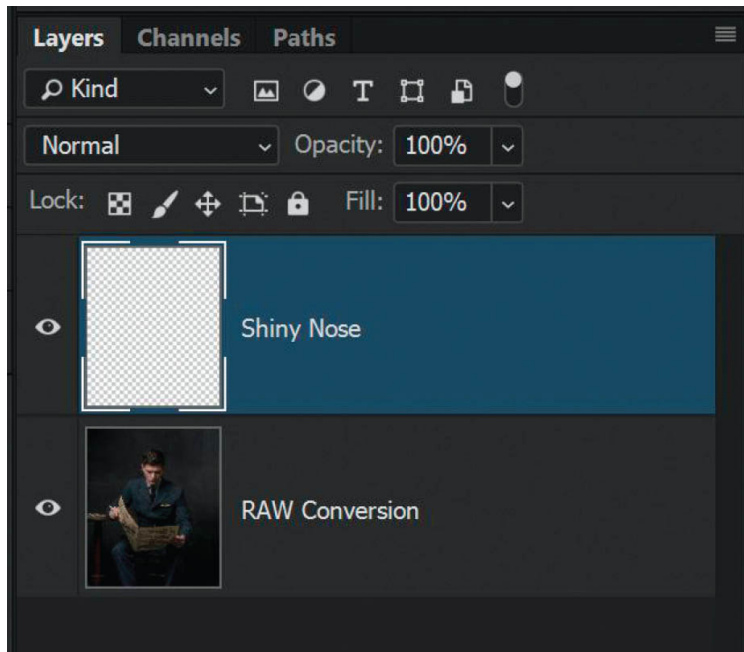 Layers Channels Paths
Kind
Normal Opacity: 100%
Lock: Fill: 100%
Shiny Nose
RAW Conversion